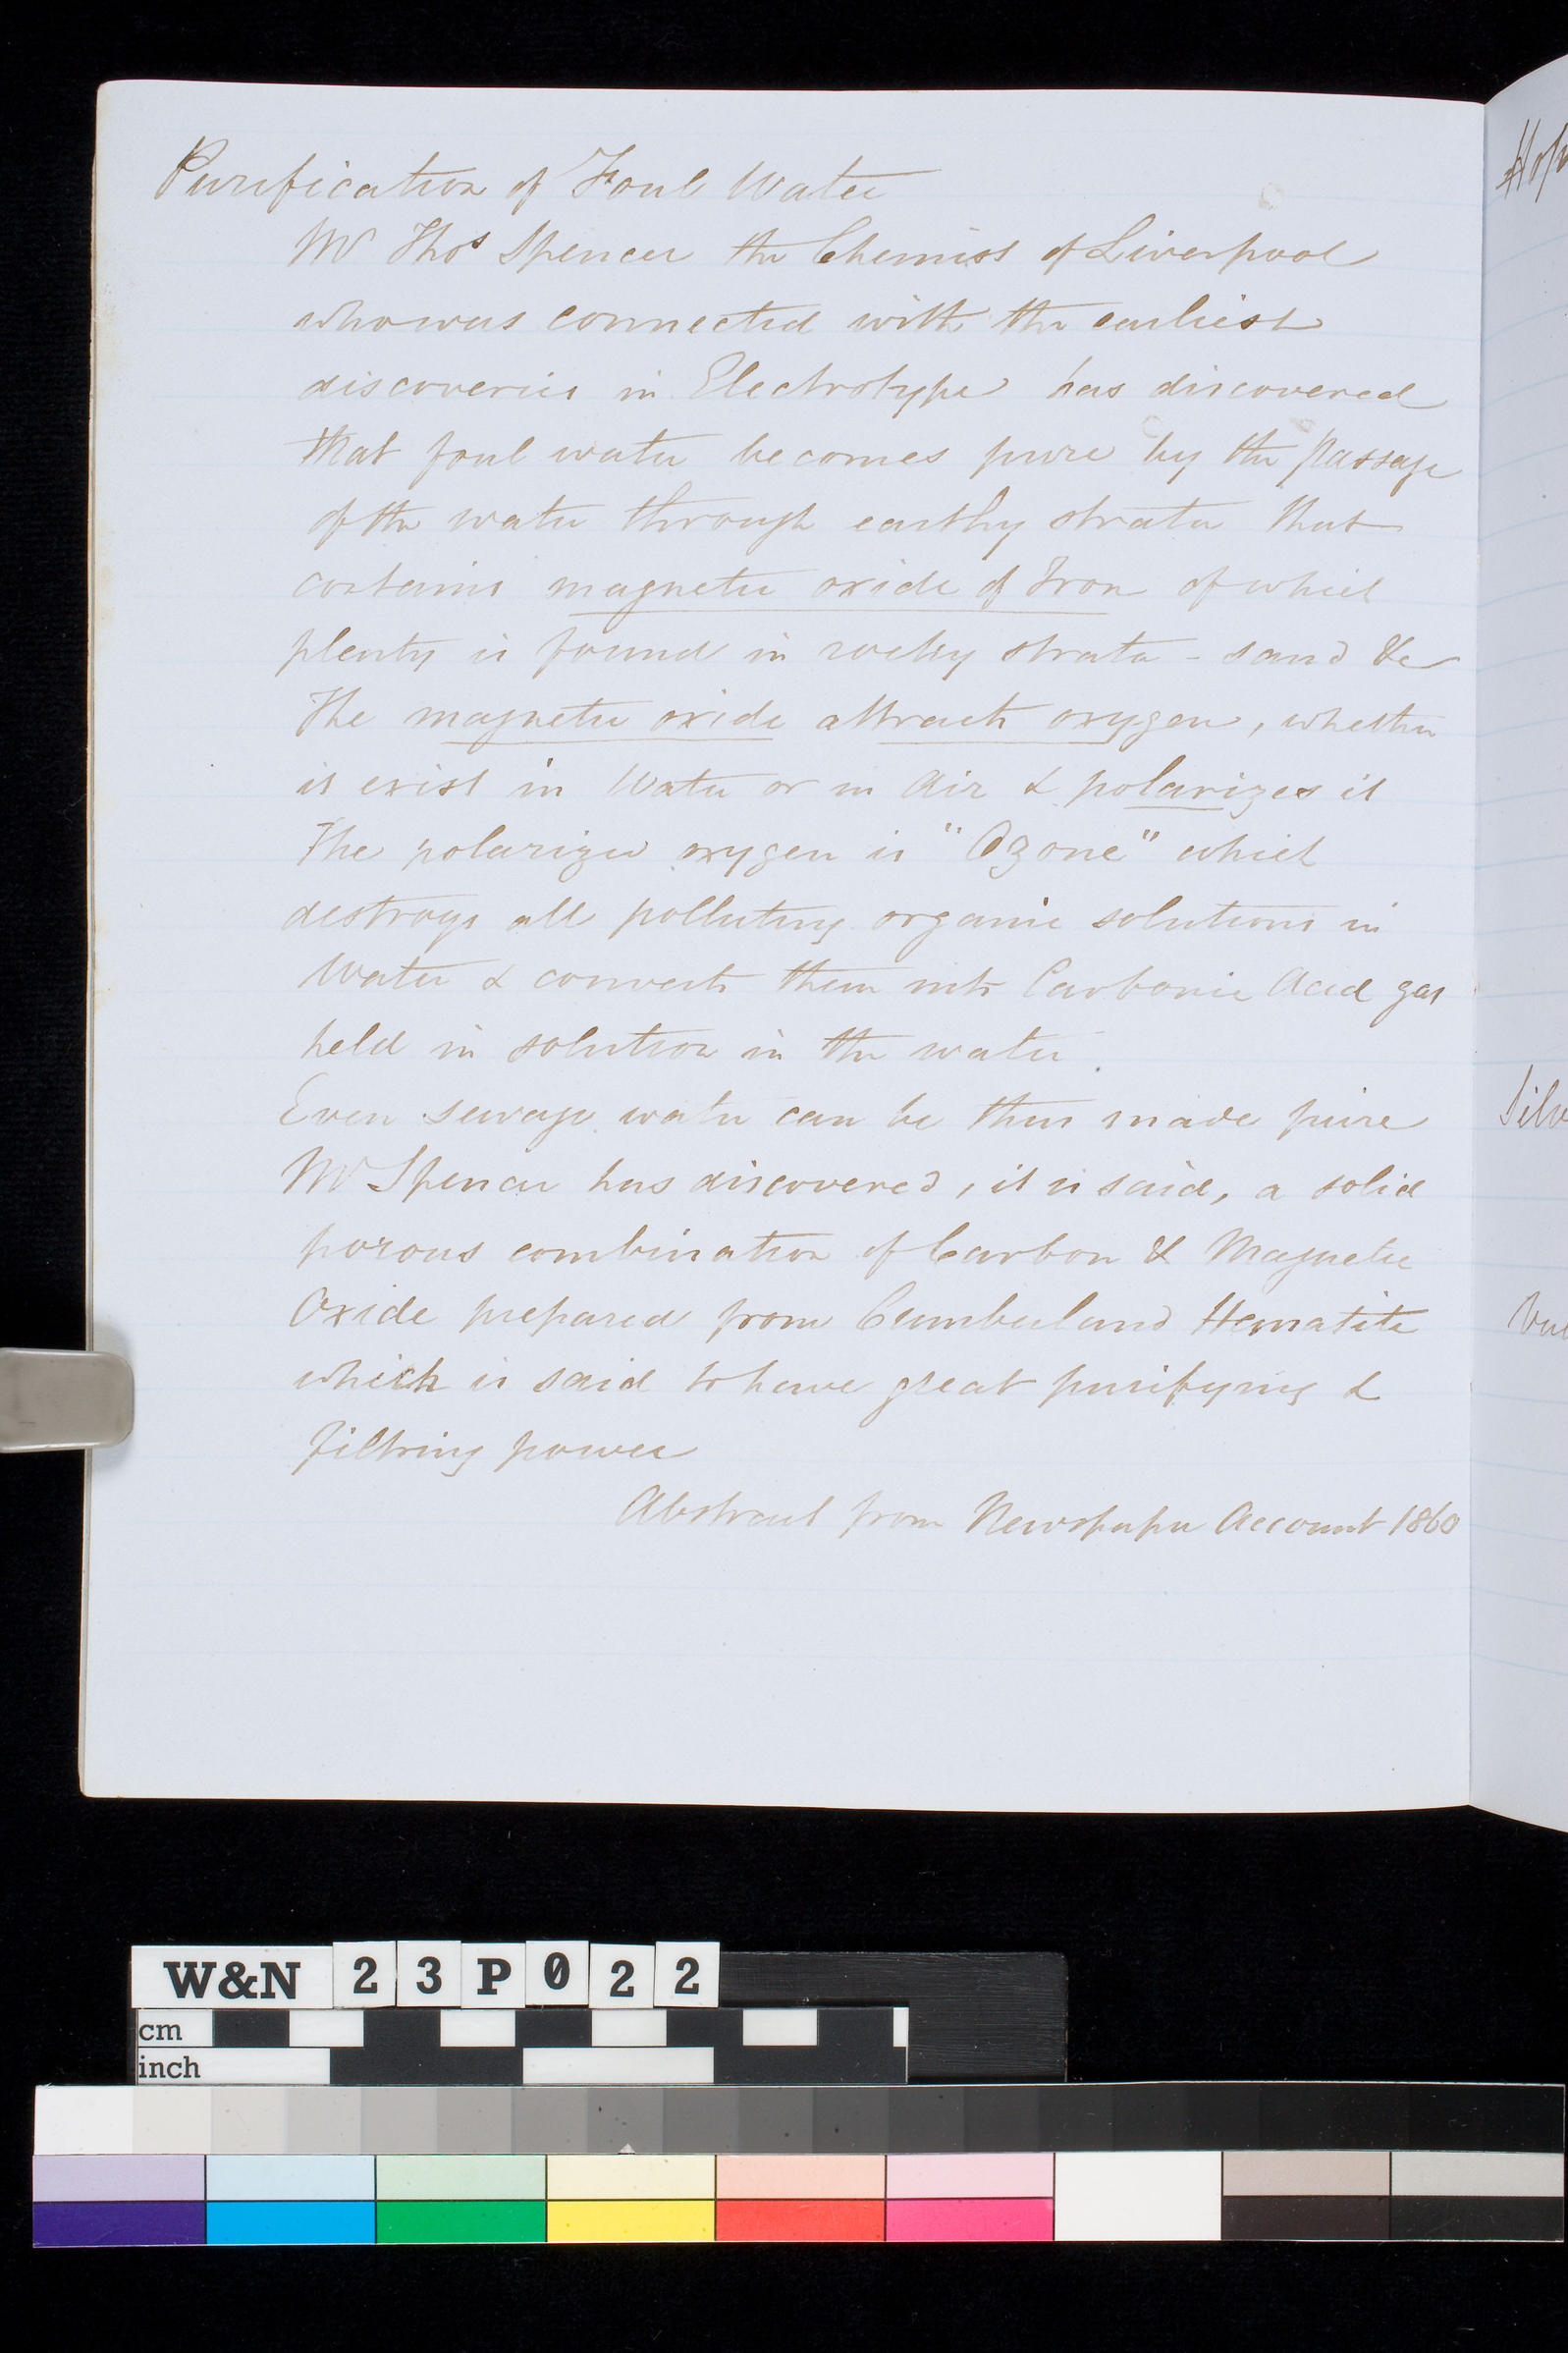 Purification of Foul Water
Mr Thos Spencer the Chemist of Liverpool
who was connected with the earliest
discoveries in Electrotype has discovered
that foul water becomes pure by the passage
of the water through earthy strata that
contains magnetic oxide of Iron of which
plenty is found in rocky strata - sand &c
The magnetic oxide attracts oxygen, whether
it exist in Water or in Air & polarizes it
The polarized oxygen is "Ozone" which
destroys all polluting organic solutions in
Water & converts them into Carbonic Acid gas
held in solution in the water.
Even sewage water can be thus made pure
Mr Spencer has discovered, it is said, a solid
porous combination of Carbon & Magnetic
Oxide prepared from Cumberland Hematite
which is said to have great purifying &
filtring power
Abstract from Newspaper Account 1860
Silv
W&N 23P022
cm
inch